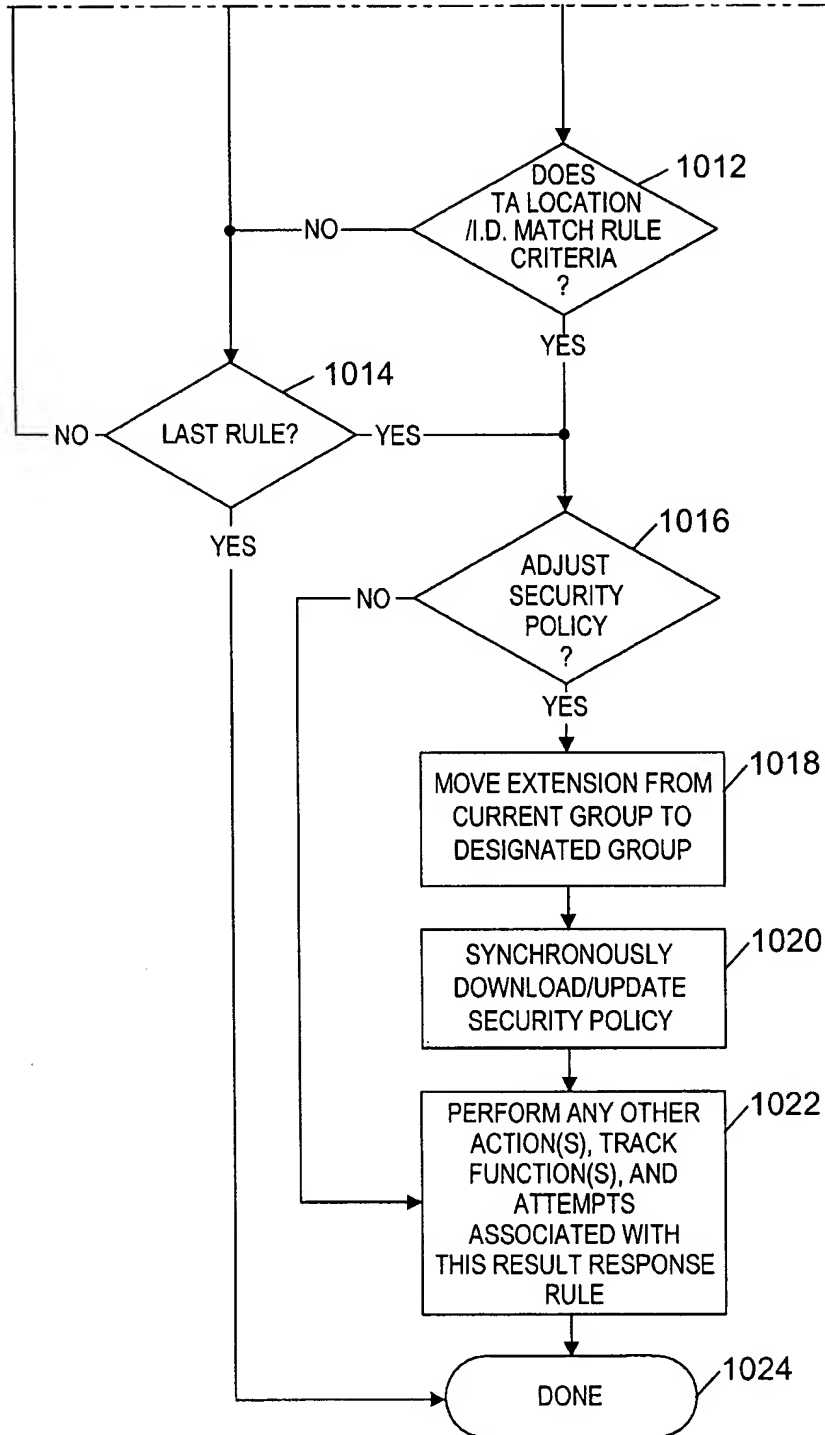 1012
DOES
TA LOCATION
/I.D. MATCH RULE
CRITERIA
?
NO
YES
1014
LAST RULE?
NO
YES
YES
1016
ADJUST
SECURITY
POLICY
?
NO
YES
1018
MOVE EXTENSION FROM
CURRENT GROUP TO
DESIGNATED GROUP
1020
SYNCHRONOUSLY
DOWNLOAD/UPDATE
SECURITY POLICY
1022
PERFORM ANY OTHER
ACTION(S), TRACK
FUNCTION(S), AND
ATTEMPTS
ASSOCIATED WITH
THIS RESULT RESPONSE
RULE
1024
DONE